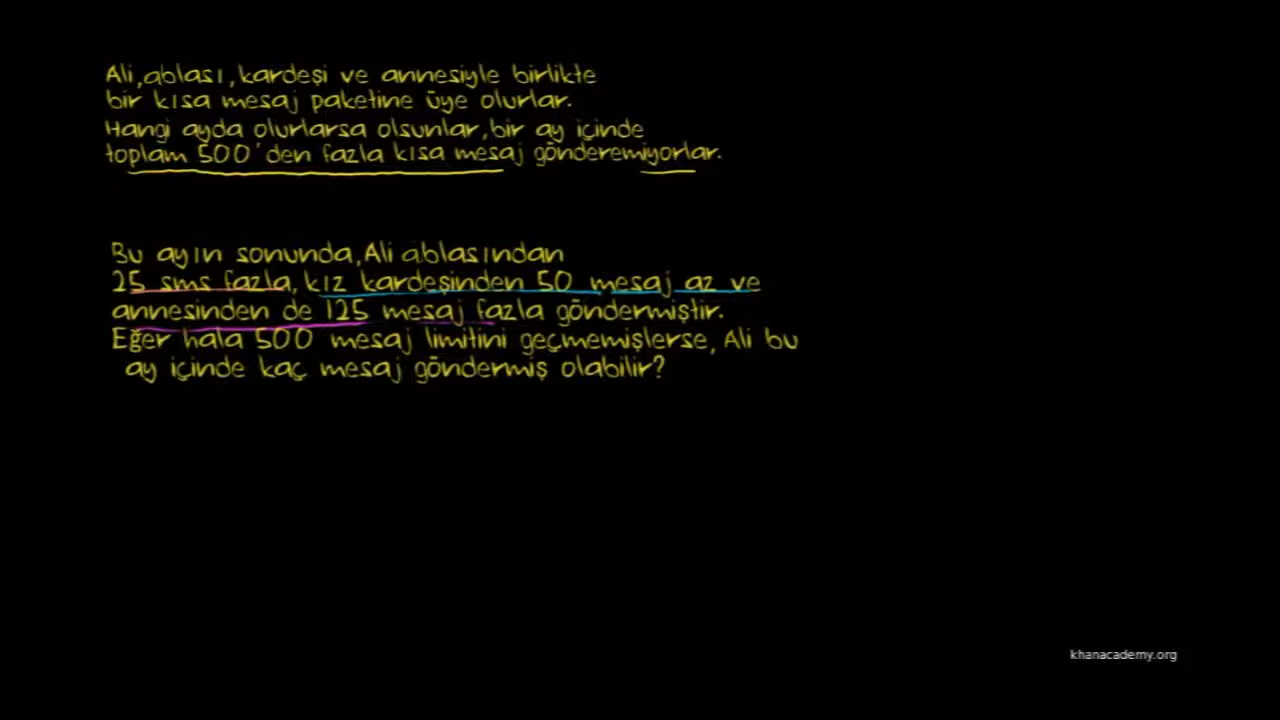 Ali, ablası, kardeşi ve annesiyle birlikte
bir kısa mesaj paketine üye olurlar.
Hangi ayda olurlarsa olsunlar, bir ay içinde
toplam 500'den fazla kısa mesaj gönderemiyorlar.
Bu ayın sonunda, Ali ablasından
25 sms fazla, kız kardeşinden 50 mesaj az ve
annesinden de 125 mesaj fazla göndermiştir.
Eğer hala 500 mesaj limitini geçmemişlerse, Ali bu
ay içinde kaç mesaj göndermiş olabilir?
khanacademy.org